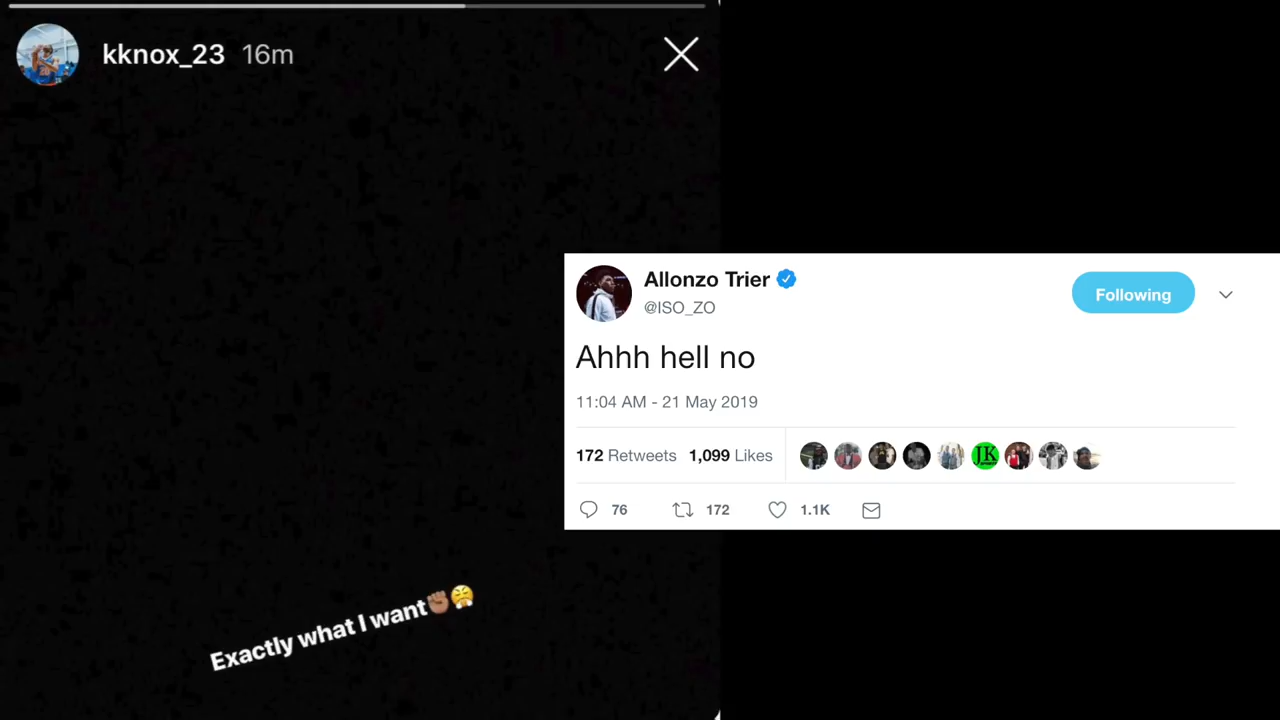 kknox_23 16m
Exactly what I want✊🏽😤
Allonzo Trier
@ISO_ZO
Following
Ahhh hell no
11:04 AM - 21 May 2019
172 Retweets 1,099 Likes
JK
76 172 1.1K